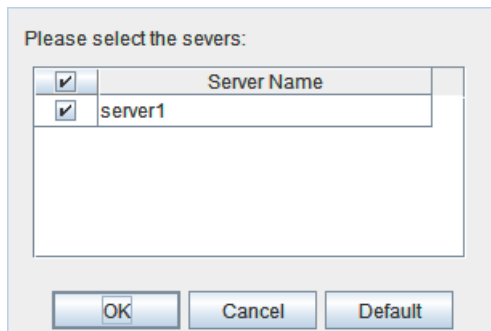 Please select the severs:
Server Name
server1
OK Cancel Default